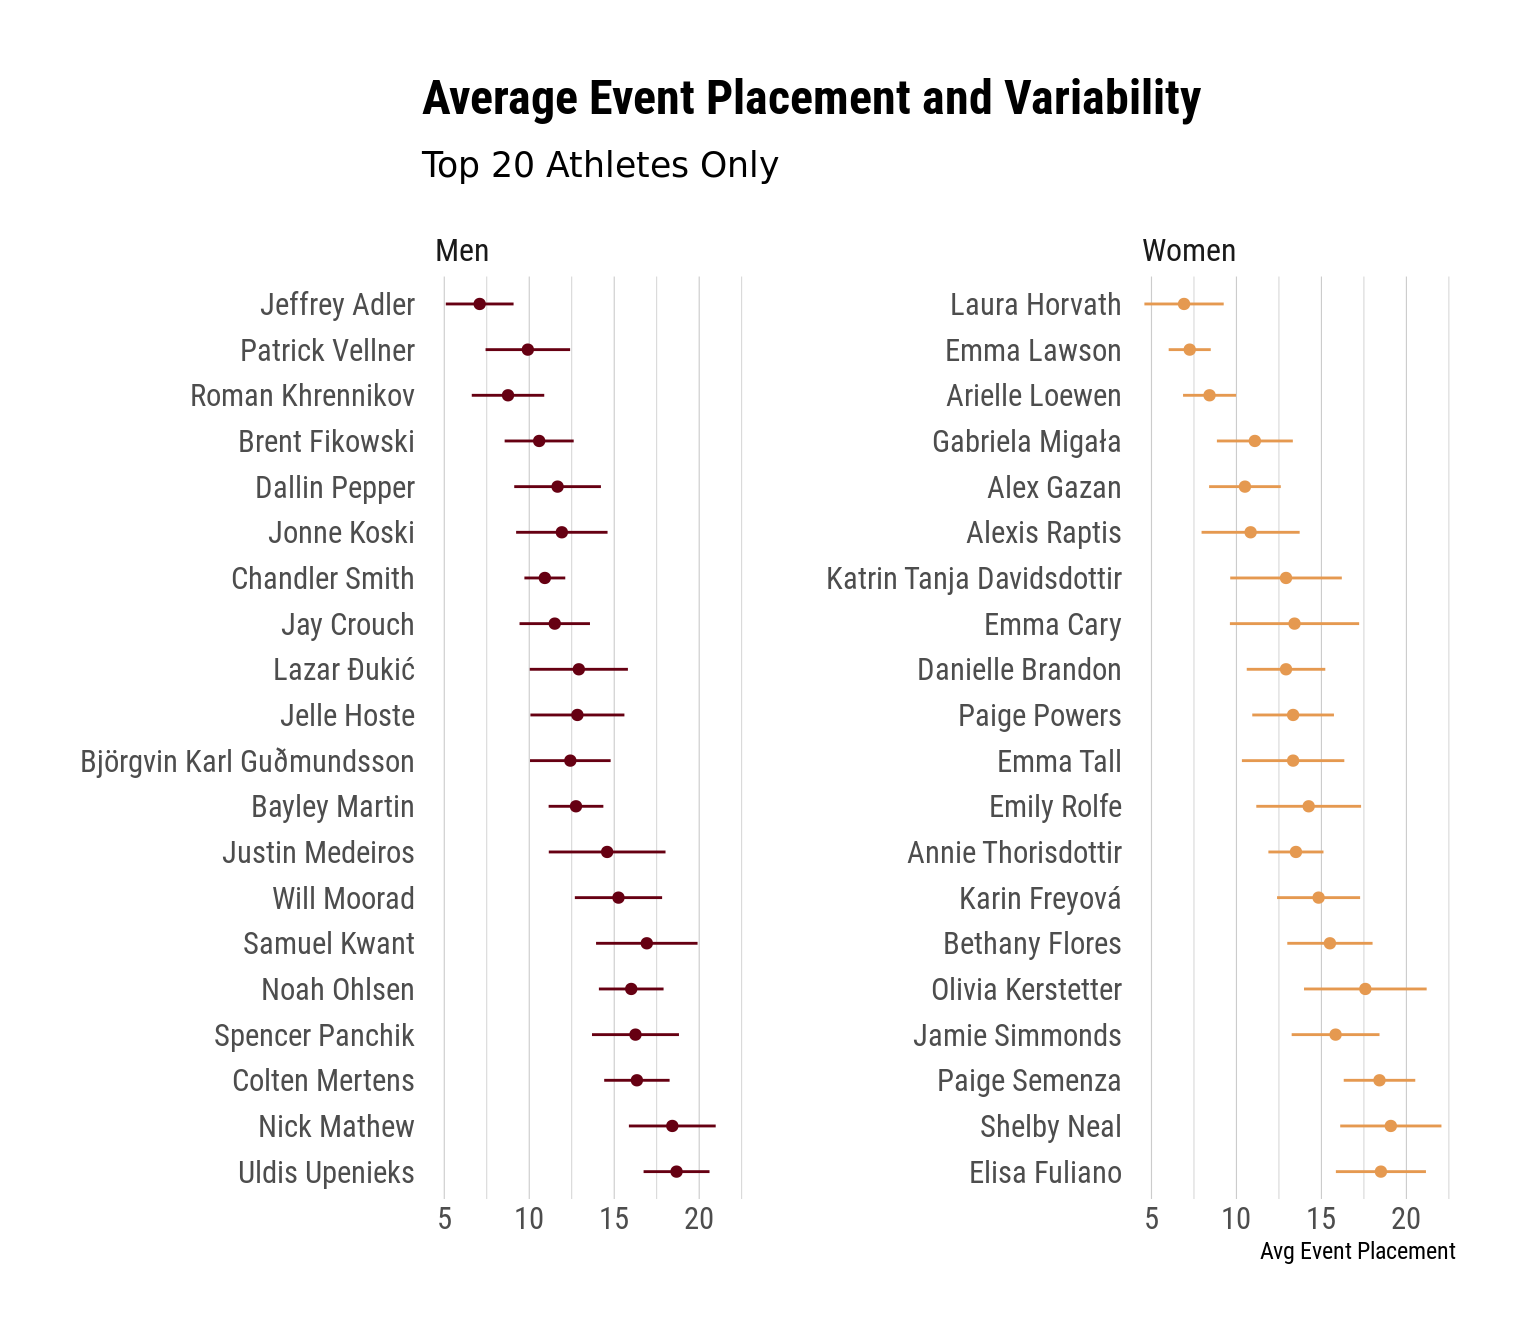 Average Event Placement and Variability
Top 20 Athletes Only
Men
Jeffrey Adler
Patrick Vellner
Roman Khrennikov
Brent Fikowski
Dallin Pepper
Jonne Koski
Chandler Smith
Jay Crouch
Lazar Đukić
Jelle Hoste
Björgvin Karl Guðmundsson
Bayley Martin
Justin Medeiros
Will Moorad
Samuel Kwant
Noah Ohlsen
Spencer Panchik
Colten Mertens
Nick Mathew
Uldis Upenieks
5 10 15 20
Women
Laura Horvath
Emma Lawson
Arielle Loewen
Gabriela Migała
Alex Gazan
Alexis Raptis
Katrin Tanja Davidsdottir
Emma Cary
Danielle Brandon
Paige Powers
Emma Tall
Emily Rolfe
Annie Thorisdottir
Karin Freyová
Bethany Flores
Olivia Kerstetter
Jamie Simmonds
Paige Semenza
Shelby Neal
Elisa Fuliano
5 10 15 20
Avg Event Placement